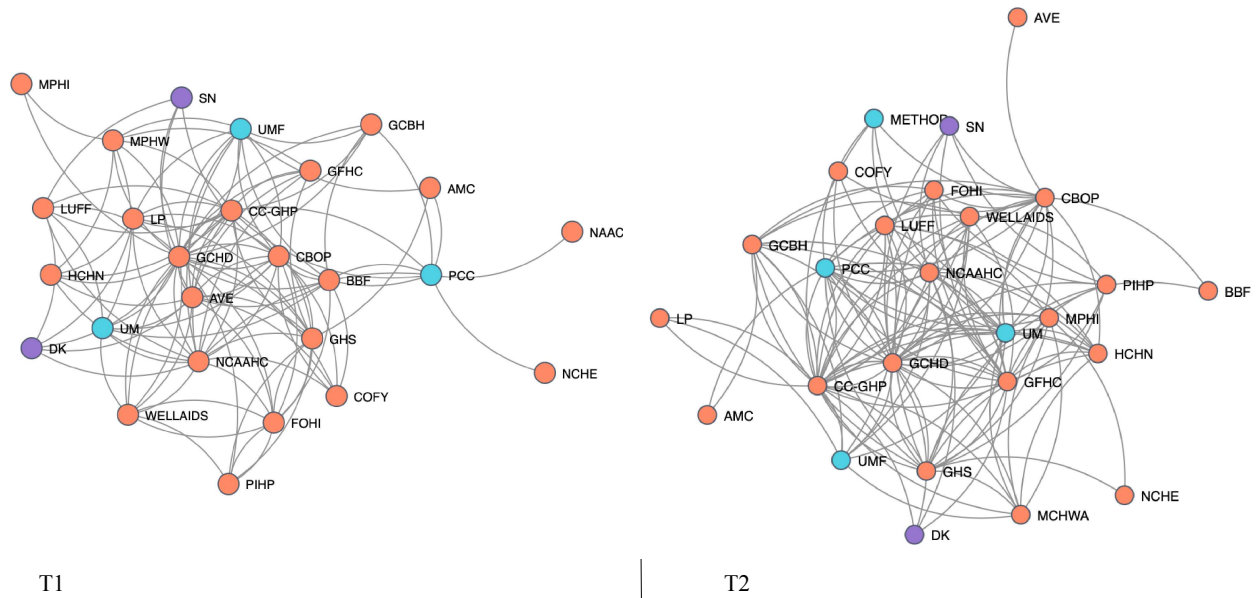 MPHI
SN
MPHW
UMF
GCBH
GFHC
AMC
LUFF
LP
CC-GHP
NAAC
GCHD
CBOP
HCHN
BBF
PCC
AVE
UM
DK
GHS
NCAAHC
NCHE
COFY
WELLAIDS
FOHI
PIHP
T1
AVE
METHOP
SN
COFY
FOHI
CBOP
WELLAIDS
LUFF
GCBH
PCC
NCAAHC
PIHP
BBF
LP
MPHI
UM
HCHN
GCHD
CC-GHP
GFHC
AMC
UMF
GHS
NCHE
MCHWA
DK
T2